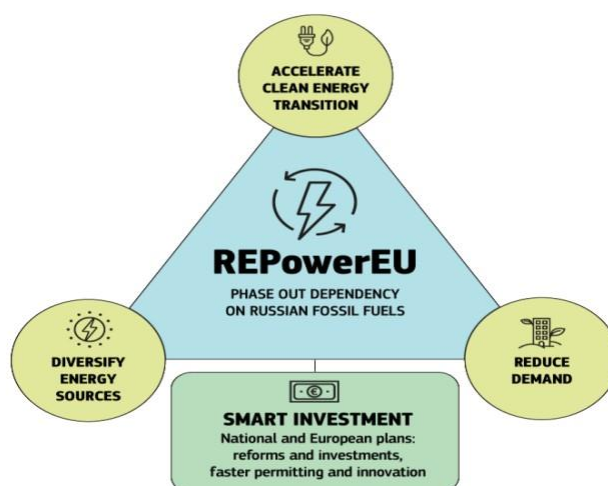 ACCELERATE
CLEAN ENERGY
TRANSITION
REPowerEU
PHASE OUT DEPENDENCY
ON RUSSIAN FOSSIL FUELS
DIVERSIFY
ENERGY
SOURCES
REDUCE
DEMAND
€
SMART INVESTMENT
National and European plans:
reforms and investments,
faster permitting and innovation